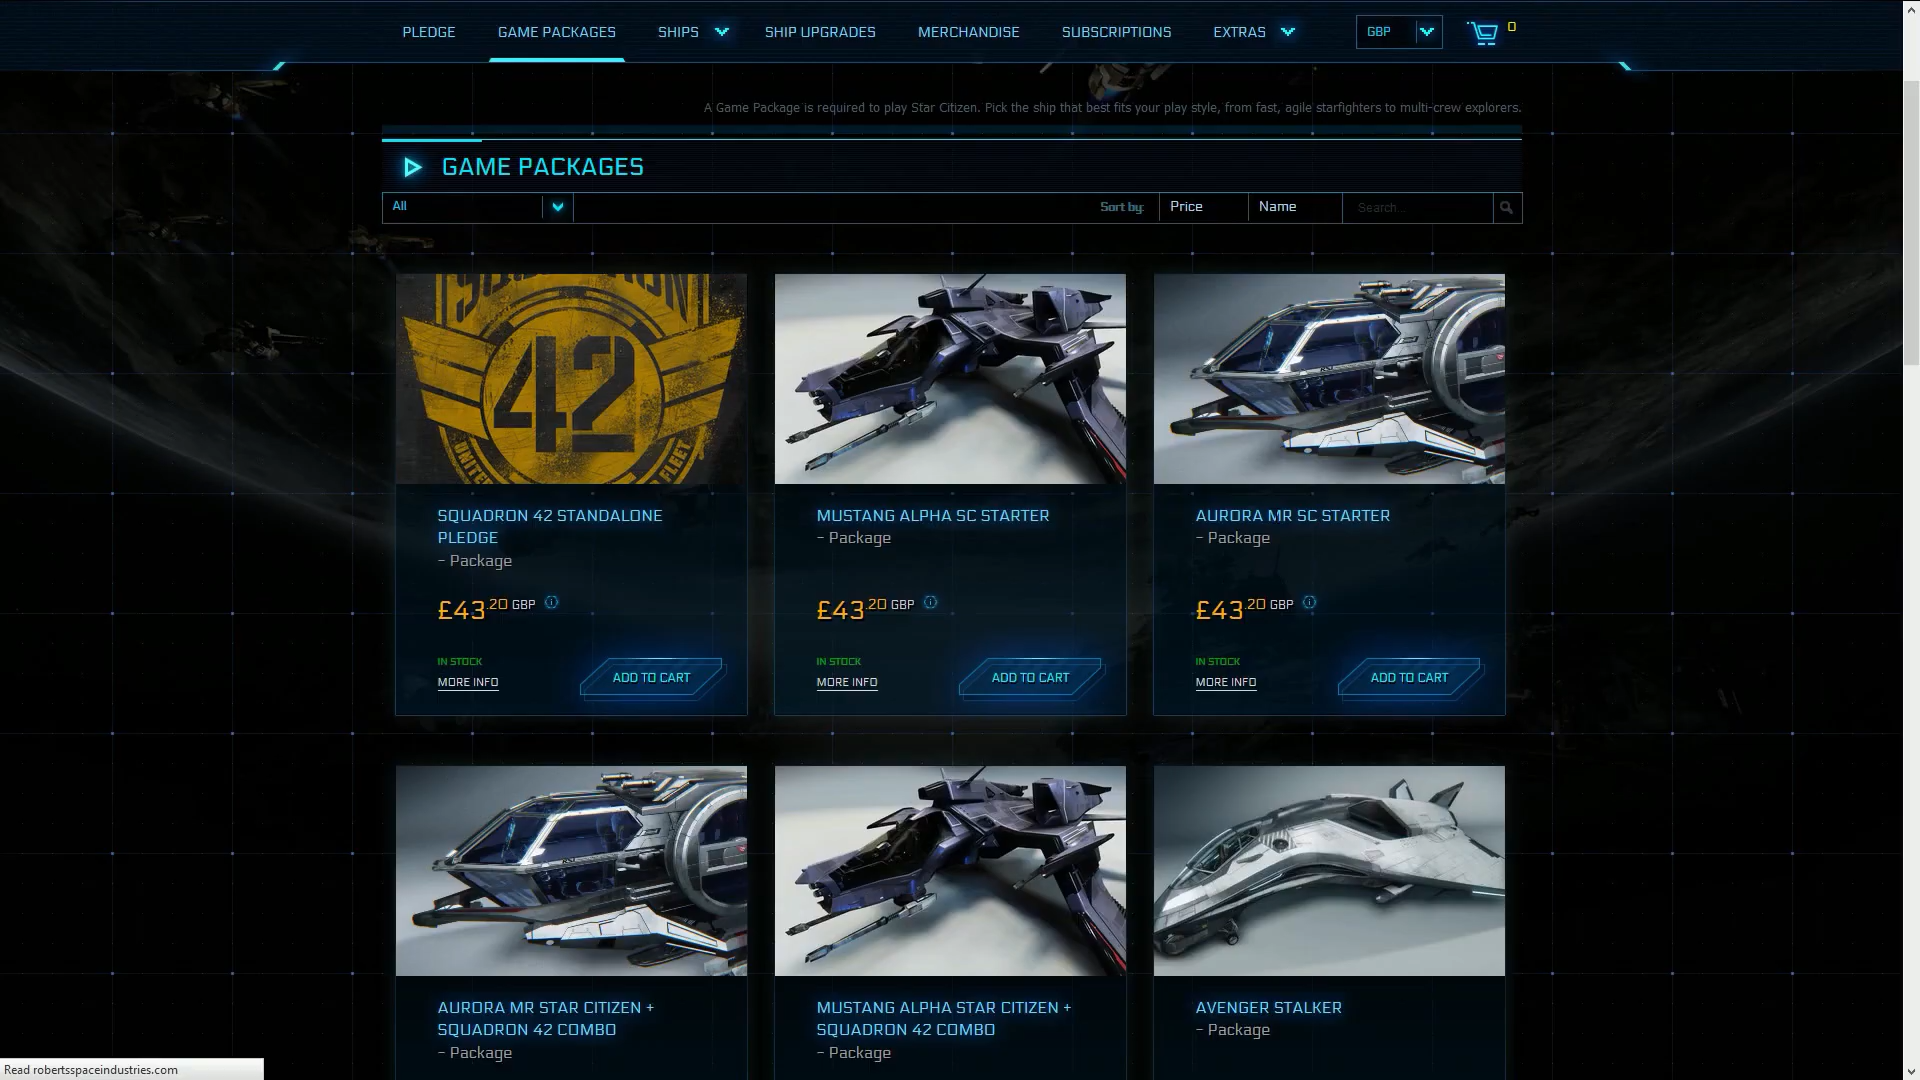 PLEDGE GAME PACKAGES SHIPS SHIP UPGRADES MERCHANDISE SUBSCRIPTIONS EXTRAS GBP 0
A Game Package is required to play Star Citizen. Pick the ship that best fits your play style, from fast, agile starfighters to multi-crew explorers.
GAME PACKAGES
All Sort by: Price Name Search...
42
UNITE
FLEET
SQUADRON 42 STANDALONE
PLEDGE
- Package
£43.20 GBP
IN STOCK
MORE INFO
ADD TO CART
MUSTANG ALPHA SC STARTER
- Package
£43.20 GBP
IN STOCK
MORE INFO
ADD TO CART
AURORA MR SC STARTER
- Package
£43.20 GBP
IN STOCK
MORE INFO
ADD TO CART
AURORA MR STAR CITIZEN +
SQUADRON 42 COMBO
- Package
MUSTANG ALPHA STAR CITIZEN +
SQUADRON 42 COMBO
- Package
AVENGER STALKER
- Package
Read robertsspaceindustries.com